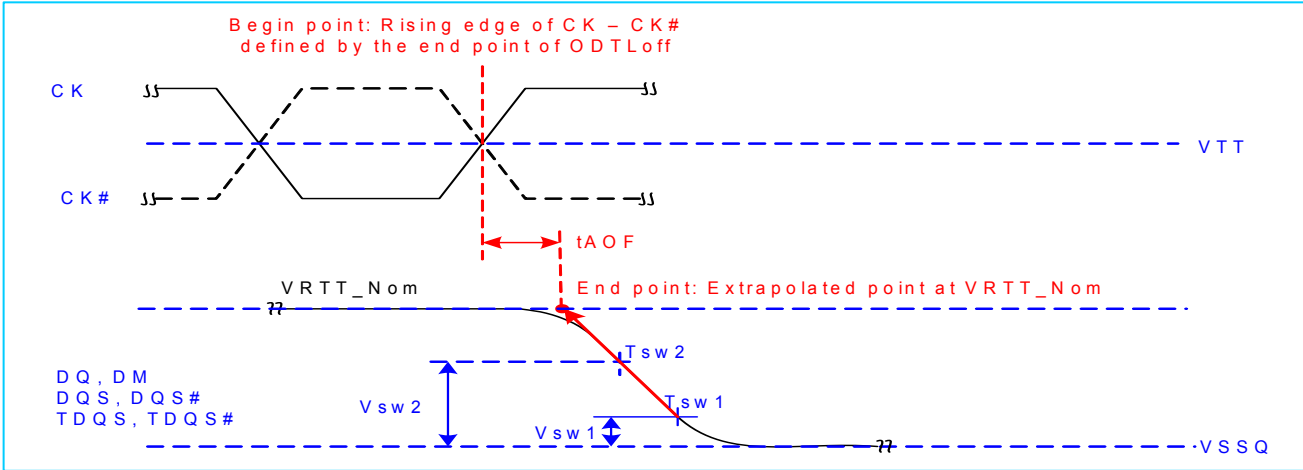 Begin point: Rising edge of CK – CK#
defined by the end point of ODTLoff
CK
VTT
CK#
tAOF
VRTT_Nom
End point: Extrapolated point at VRTT_Nom
Tsw2
DQ, DM
DQS, DQS#
TDQS, TDQS#
Vsw2
Tsw1
Vsw1
VSSQ